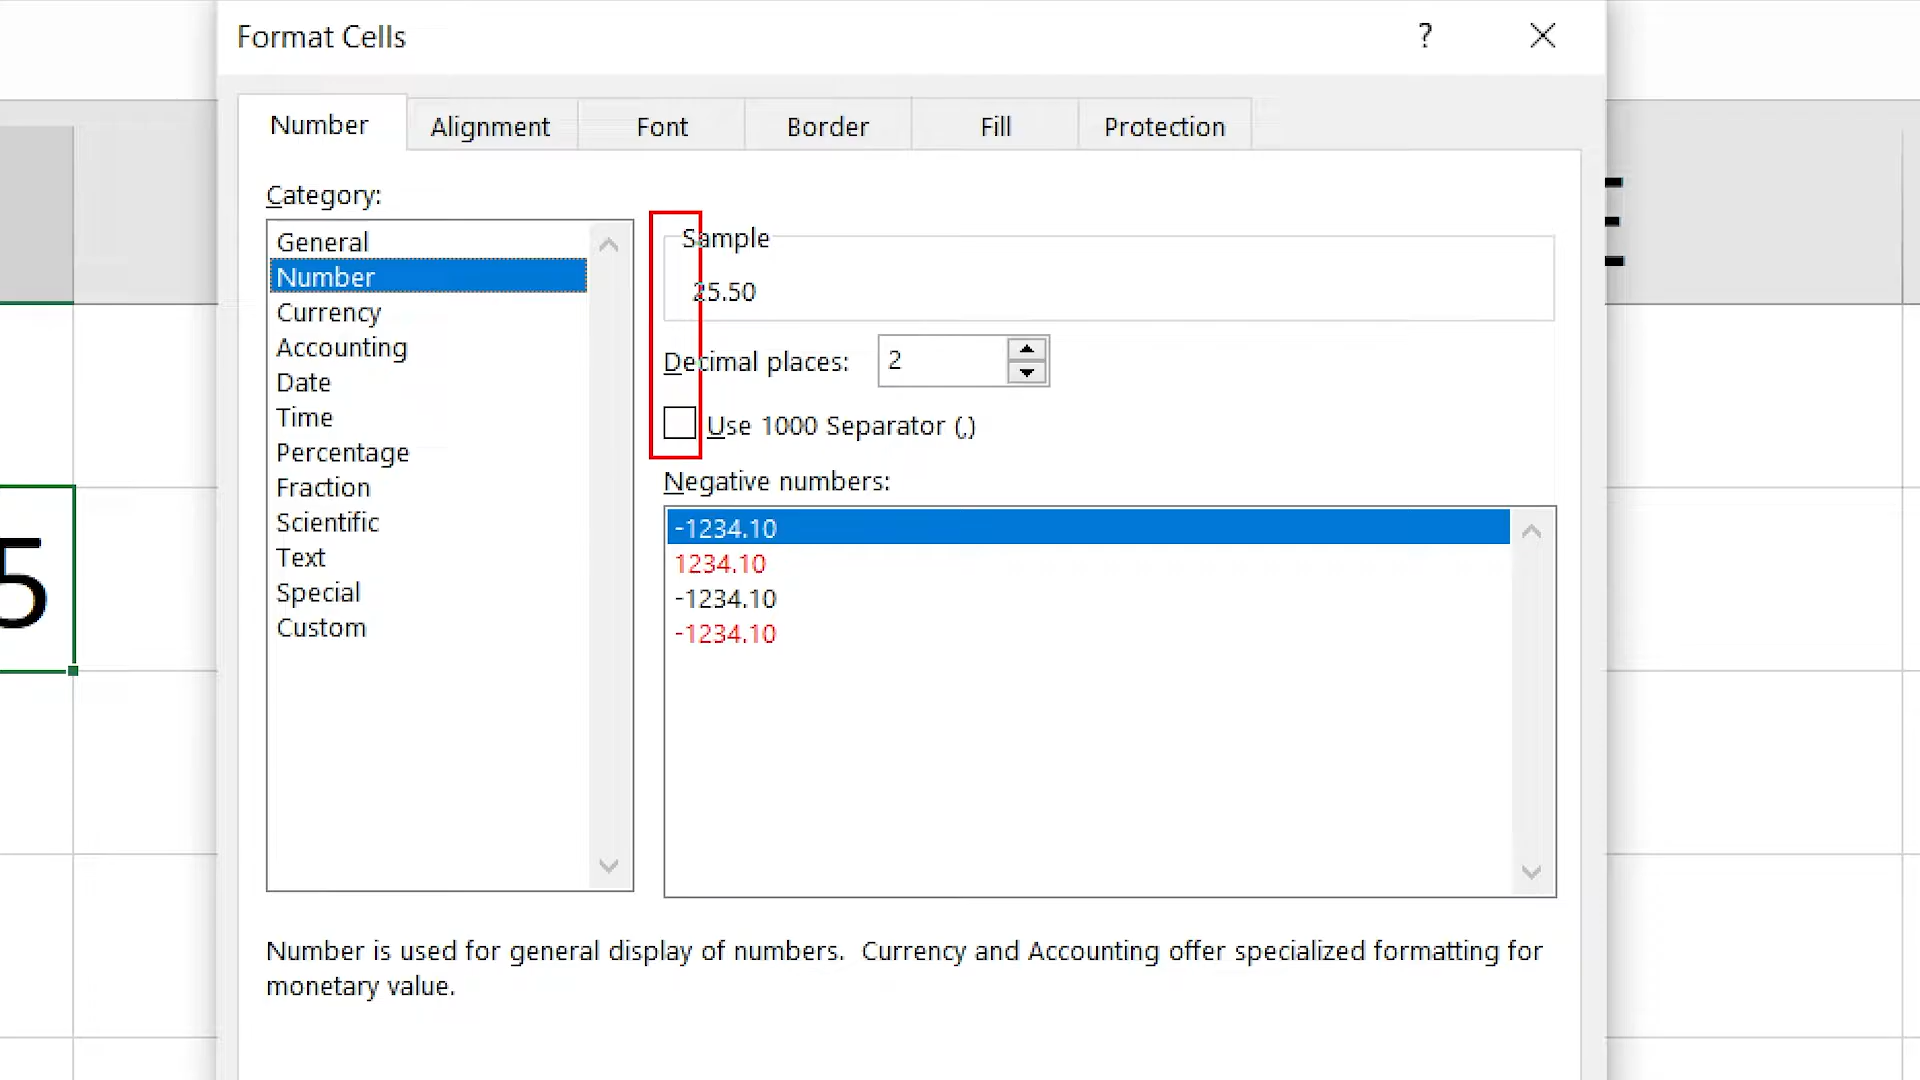 Format Cells
?
Number
Alignment
Font
Border
Fill
Protection
Category:
General
Number
Currency
Accounting
Date
Time
Percentage
Fraction
Scientific
Text
Special
Custom
Sample
25.50
Decimal places:
2
Use 1000 Separator (,)
Negative numbers:
-1234.10
1234.10
-1234.10
-1234.10
Number is used for general display of numbers.  Currency and Accounting offer specialized formatting for
monetary value.
5
E